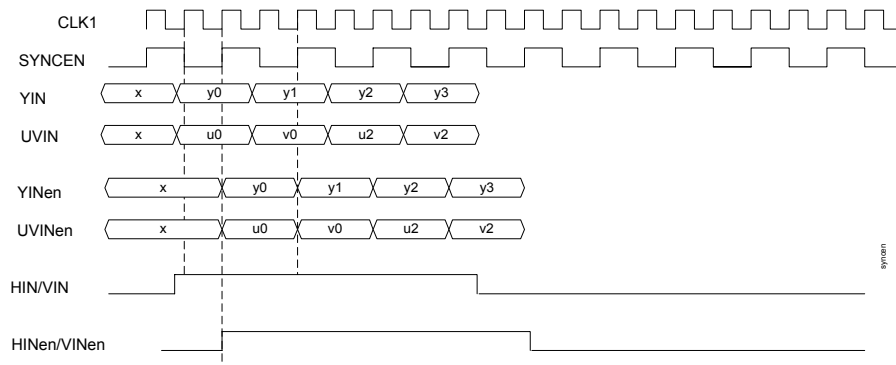 CLK1
SYNCEN
YIN x y0 y1 y2 y3
UVIN x u0 v0 u2 v2
YINen x y0 y1 y2 y3
UVINen x u0 v0 u2 v2
syncen
HIN/VIN
HINen/VINen